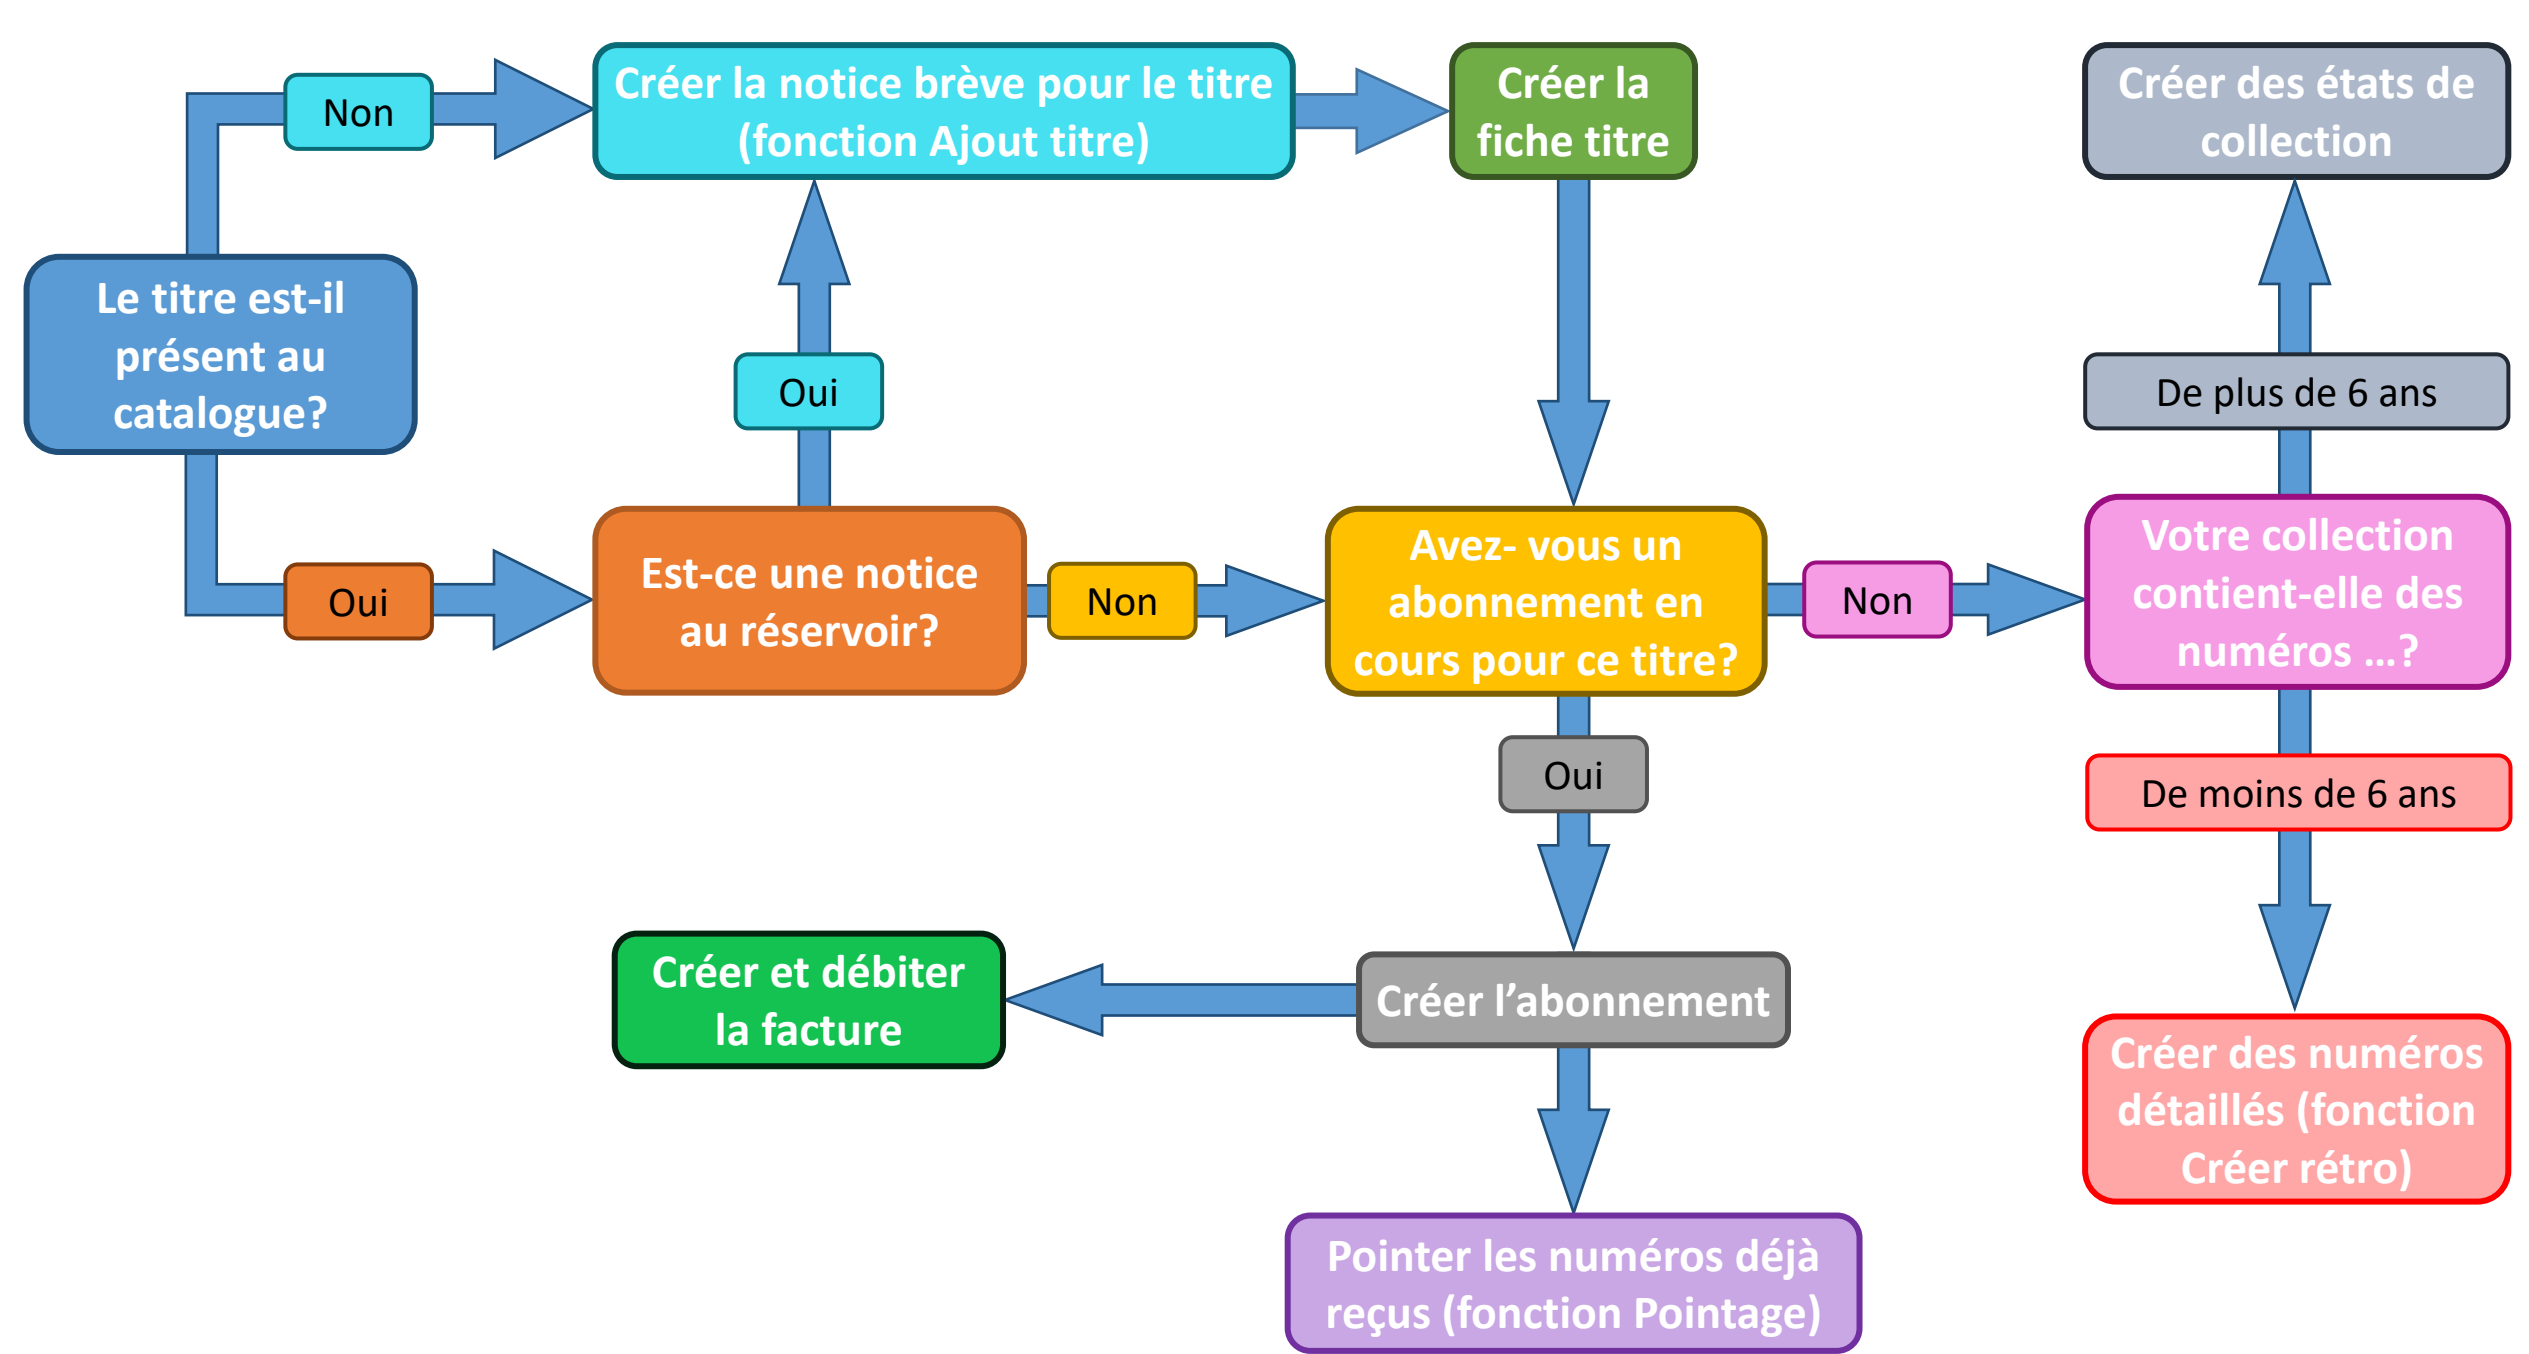 Non
Créer la notice brève pour le titre
(fonction Ajout titre)
Créer la
fiche titre
Créer des états de
collection
Le titre est-il
présent au
catalogue?
Oui
De plus de 6 ans
Oui
Est-ce une notice
au réservoir?
Non
Avez- vous un
abonnement en
cours pour ce titre?
Non
Votre collection
contient-elle des
numéros ...?
Oui
De moins de 6 ans
Créer et débiter
la facture
Créer l’abonnement
Créer des numéros
détaillés (fonction
Créer rétro)
Pointer les numéros déjà
reçus (fonction Pointage)